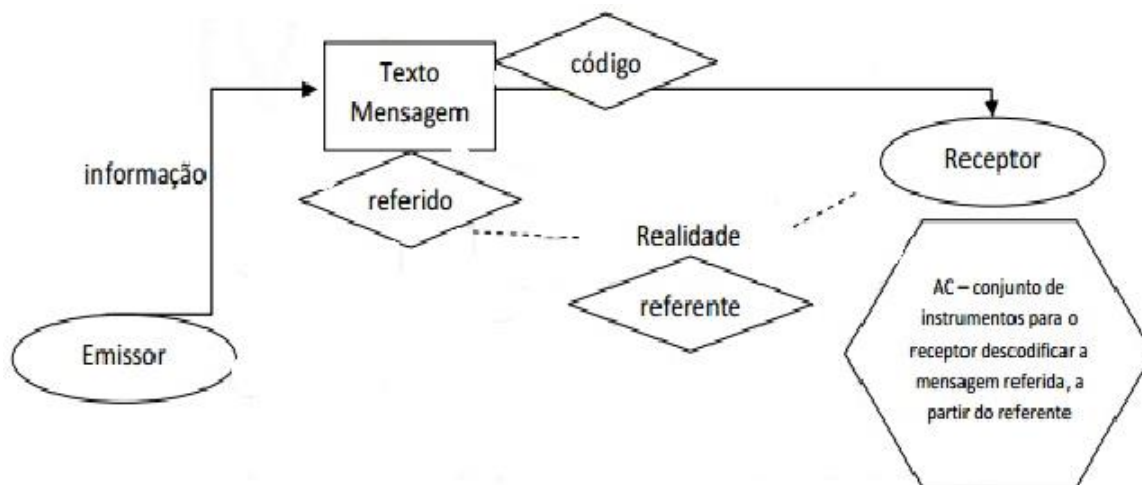 código
Texto
Mensagem
Receptor
informação
referido
Realidade
referente
Emissor
AC – conjunto de
instrumentos para o
receptor descodificar a
mensagem referida, a
partir do referente